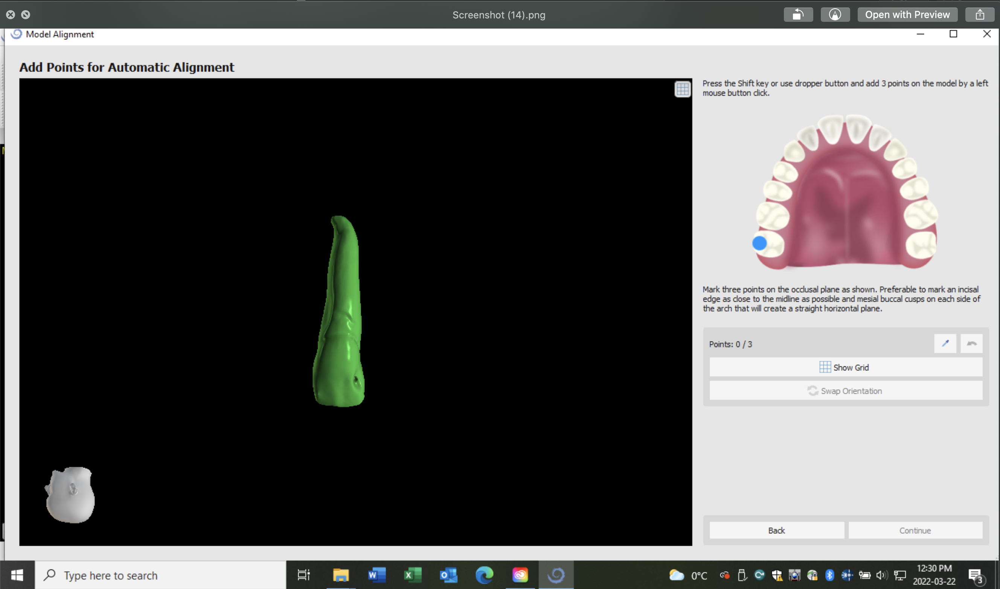 Screenshot (14).png
Open with Preview
Model Alignment
Add Points for Automatic Alignment
Press the Shift key or use dropper button and add 3 points on the model by a left
mouse button click.
Mark three points on the occlusal plane as shown. Preferable to mark an incisal
edge as close to the midline as possible and mesial buccal cusps on each side of
the arch that will create a straight horizontal plane.
Points: 0 / 3
Show Grid
Swap Orientation
Back
Continue
Type here to search
0°C
12:30 PM
2022-03-22
3